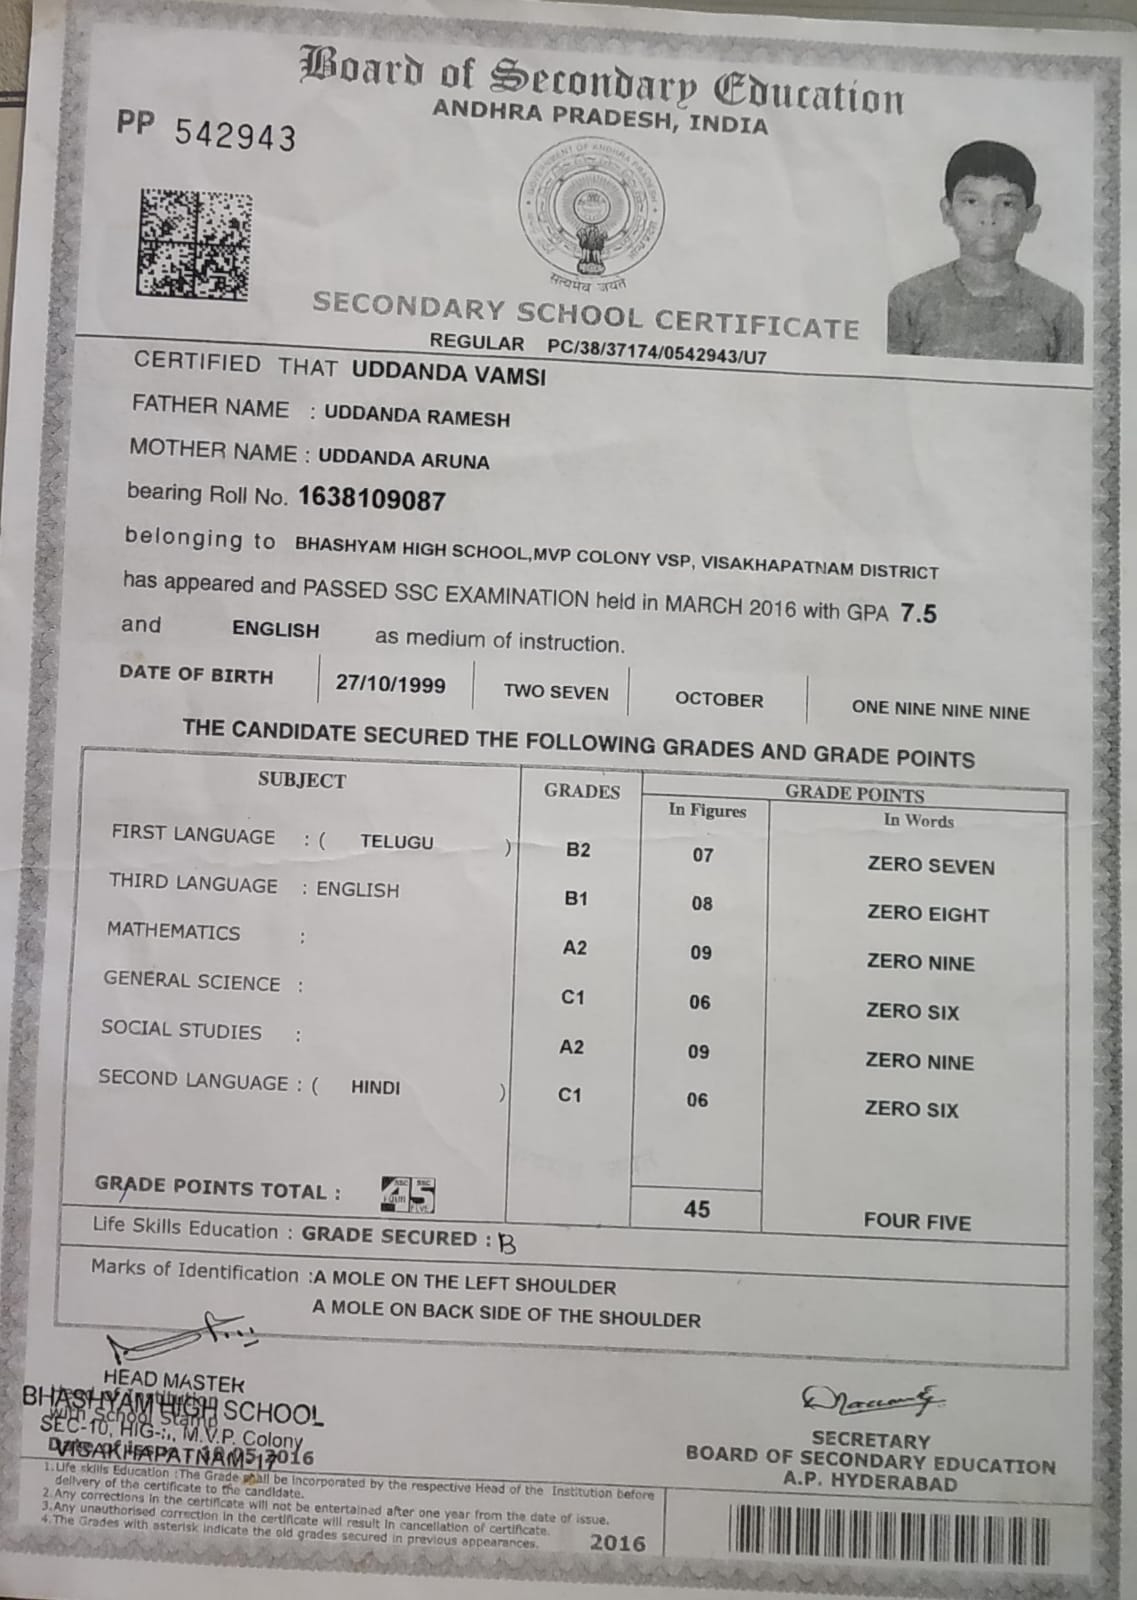 Board of Secondary Education
ANDHRA PRADESH, INDIA
PP 542943
GOVERNMENT OF ANDHRA PRADESH
सत्यमेव जयते
SECONDARY SCHOOL CERTIFICATE
REGULAR PC/38/37174/0542943/U7
CERTIFIED THAT UDDANDA VAMSI
FATHER NAME : UDDANDA RAMESH
MOTHER NAME : UDDANDA ARUNA
bearing Roll No. 1638109087
belonging to BHASHYAM HIGH SCHOOL,MVP COLONY VSP, VISAKHAPATNAM DISTRICT
has appeared and PASSED SSC EXAMINATION held in MARCH 2016 with GPA 7.5
and ENGLISH as medium of instruction.
DATE OF BIRTH 27/10/1999 TWO SEVEN OCTOBER ONE NINE NINE NINE
THE CANDIDATE SECURED THE FOLLOWING GRADES AND GRADE POINTS
SUBJECT GRADES GRADE POINTS
In Figures In Words
FIRST LANGUAGE : ( TELUGU ) B2 07 ZERO SEVEN
THIRD LANGUAGE : ENGLISH B1 08 ZERO EIGHT
MATHEMATICS : A2 09 ZERO NINE
GENERAL SCIENCE : C1 06 ZERO SIX
SOCIAL STUDIES : A2 09 ZERO NINE
SECOND LANGUAGE : ( HINDI ) C1 06 ZERO SIX
GRADE POINTS TOTAL : 45 45 FOUR FIVE
Life Skills Education : GRADE SECURED : B
Marks of Identification :A MOLE ON THE LEFT SHOULDER
A MOLE ON BACK SIDE OF THE SHOULDER
HEAD MASTER
Head of Institution
BHASHYAM HIGH SCHOOL
with School Stamp
SEC-10, HIG-, M.V.P. Colony
VISAKHAPATNAM-17
Date of issue 05.2016
SECRETARY
BOARD OF SECONDARY EDUCATION
A.P. HYDERABAD
1.Life skills Education :The Grade shall be incorporated by the respective Head of the Institution before
delivery of the certificate to the candidate.
2.Any corrections in the certificate will not be entertained after one year from the date of issue.
3.Any unauthorised correction in the certificate will result in cancellation of certificate.
4.The Grades with asterisk indicate the old grades secured in previous appearances.
2016